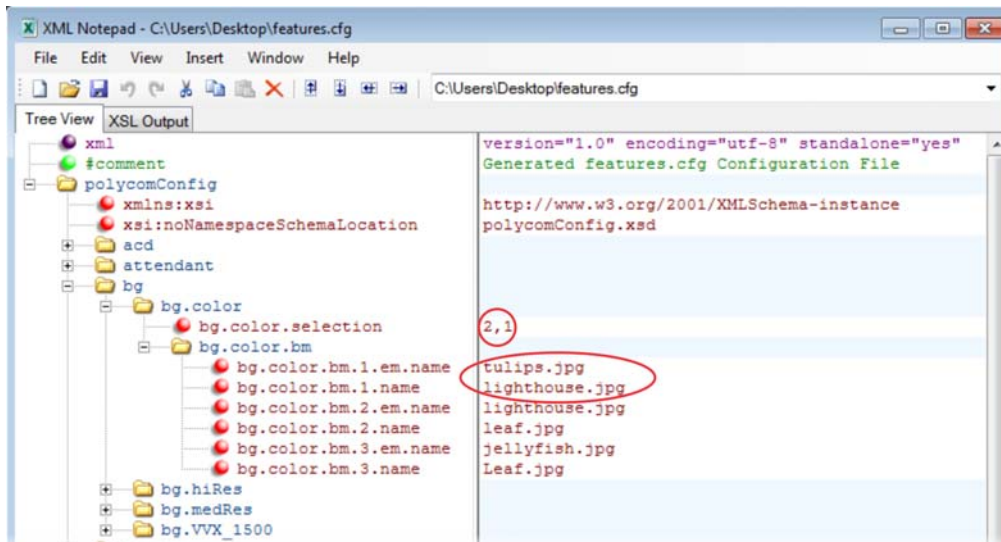 XML Notepad - C:\Users\Desktop\features.cfg
File Edit View Insert Window Help
C:\Users\Desktop\features.cfg
Tree View XSL Output
xml version="1.0" encoding="utf-8" standalone="yes"
#comment Generated features.cfg Configuration File
polycomConfig
xmlns:xsi http://www.w3.org/2001/XMLSchema-instance
xsi:noNamespaceSchemaLocation polycomConfig.xsd
acd
attendant
bg
bg.color
bg.color.selection 2,1
bg.color.bm
bg.color.bm.1.em.name tulips.jpg
bg.color.bm.1.name lighthouse.jpg
bg.color.bm.2.em.name lighthouse.jpg
bg.color.bm.2.name leaf.jpg
bg.color.bm.3.em.name jellyfish.jpg
bg.color.bm.3.name Leaf.jpg
bg.hiRes
bg.medRes
bg.VVX_1500